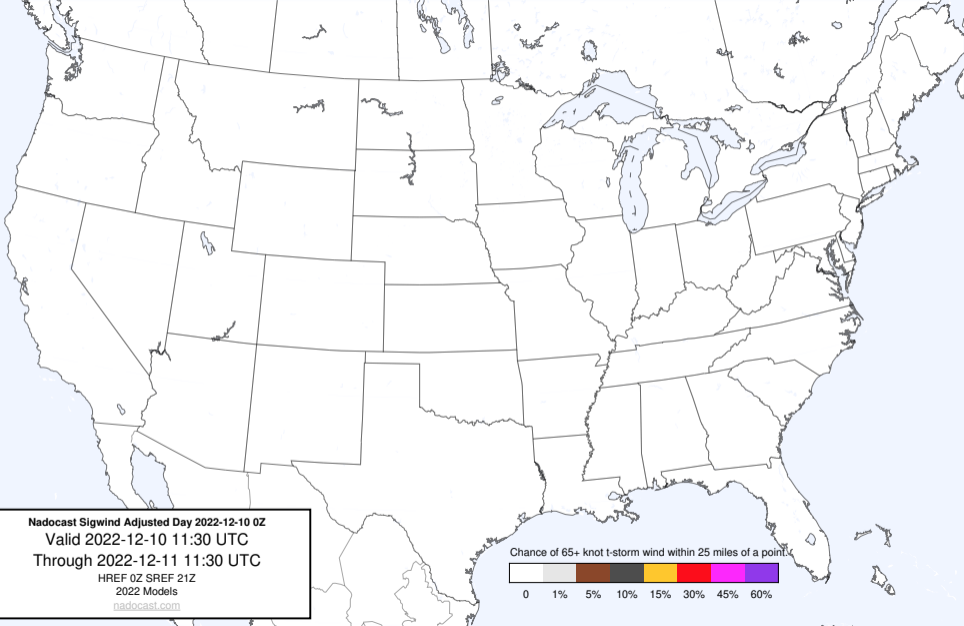 Nadocast Sigwind Adjusted Day 2022-12-10 0Z
Valid 2022-12-10 11:30 UTC
Through 2022-12-11 11:30 UTC
HREF 0Z SREF 21Z
2022 Models
nadocast.com
Chance of 65+ knot t-storm wind within 25 miles of a point.
0 1% 5% 10% 15% 30% 45% 60%